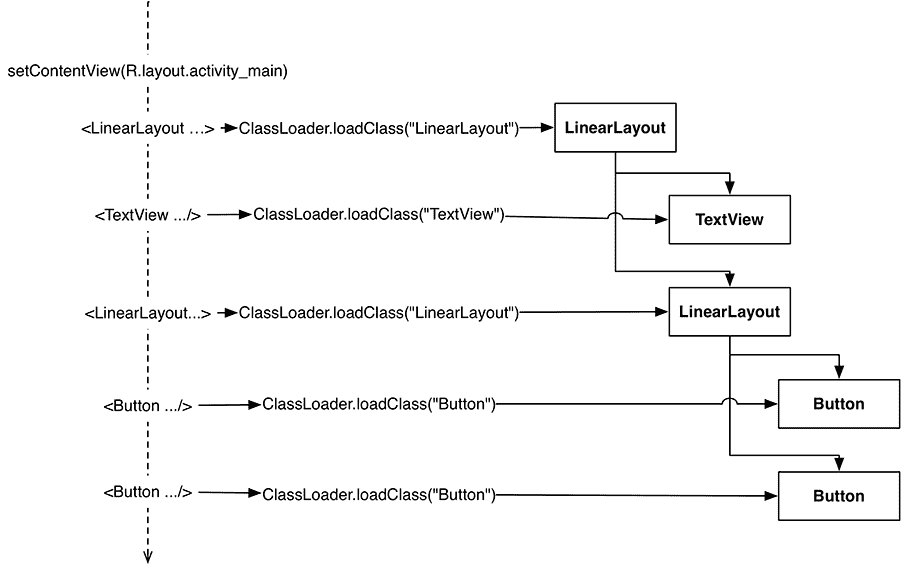 setContentView(R.layout.activity_main)
<LinearLayout ...> ClassLoader.loadClass("LinearLayout") LinearLayout
<TextView .../> ClassLoader.loadClass("TextView") TextView
<LinearLayout...> ClassLoader.loadClass("LinearLayout") LinearLayout
<Button .../> ClassLoader.loadClass("Button") Button
<Button .../> ClassLoader.loadClass("Button") Button